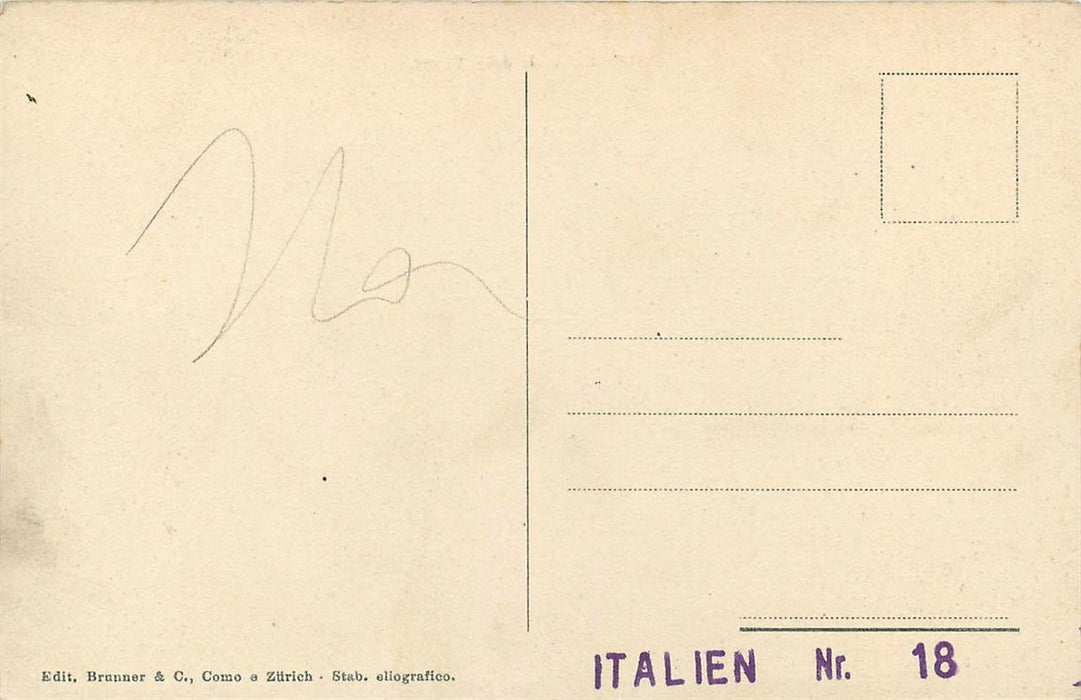 Edit. Brunner & C., Como e Zürich - Stab. eliografico.
ITALIEN Nr. 18